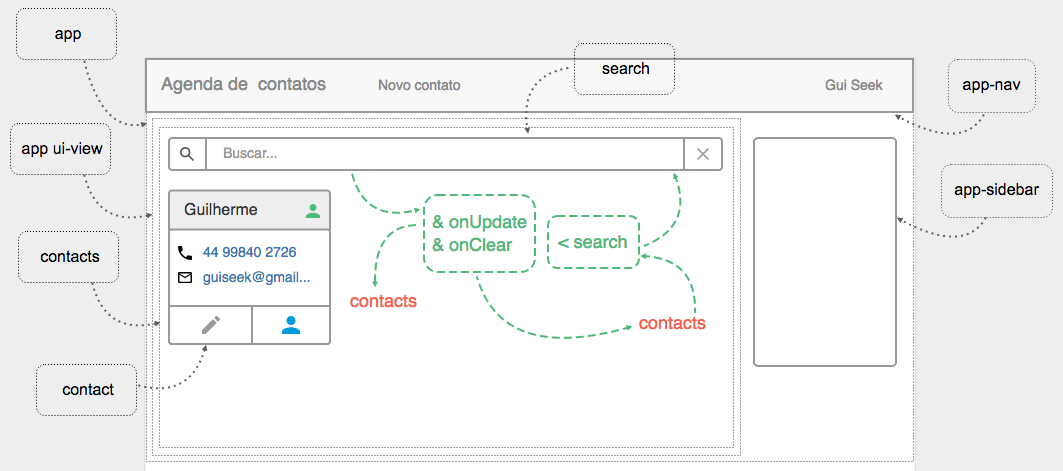 app
search
Agenda de contatos
Novo contato
Gui Seek
app-nav
app ui-view
Buscar...
app-sidebar
Guilherme
& onUpdate
& onClear
< search
contacts
44 99840 2726
guiseek@gmail...
contacts
contacts
contact